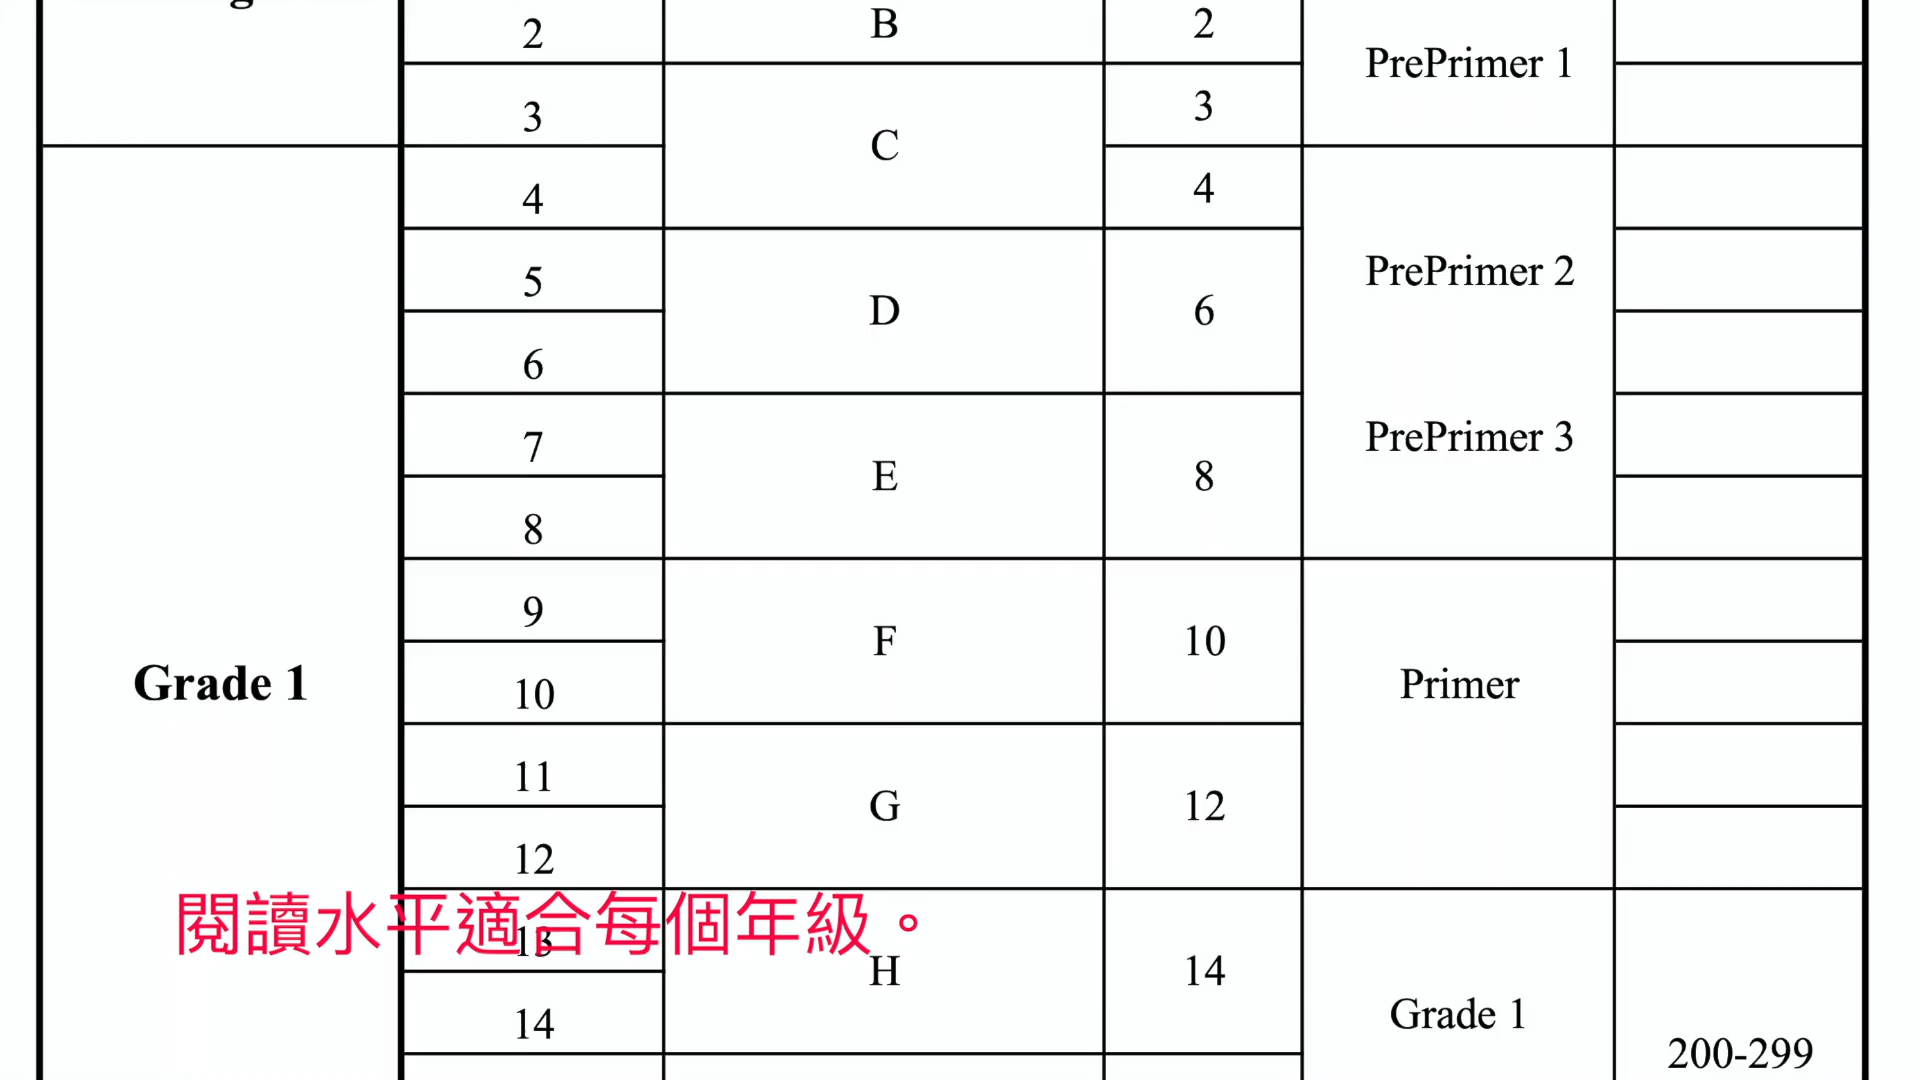 2 B 2
PrePrimer 1
3 C 3
4 4
5 D 6 PrePrimer 2
6
7 E 8 PrePrimer 3
8
9 F 10
Grade 1 10 Primer
11 G 12
12
閱讀水平適合每個年級。
13 H 14
14 Grade 1
200-299